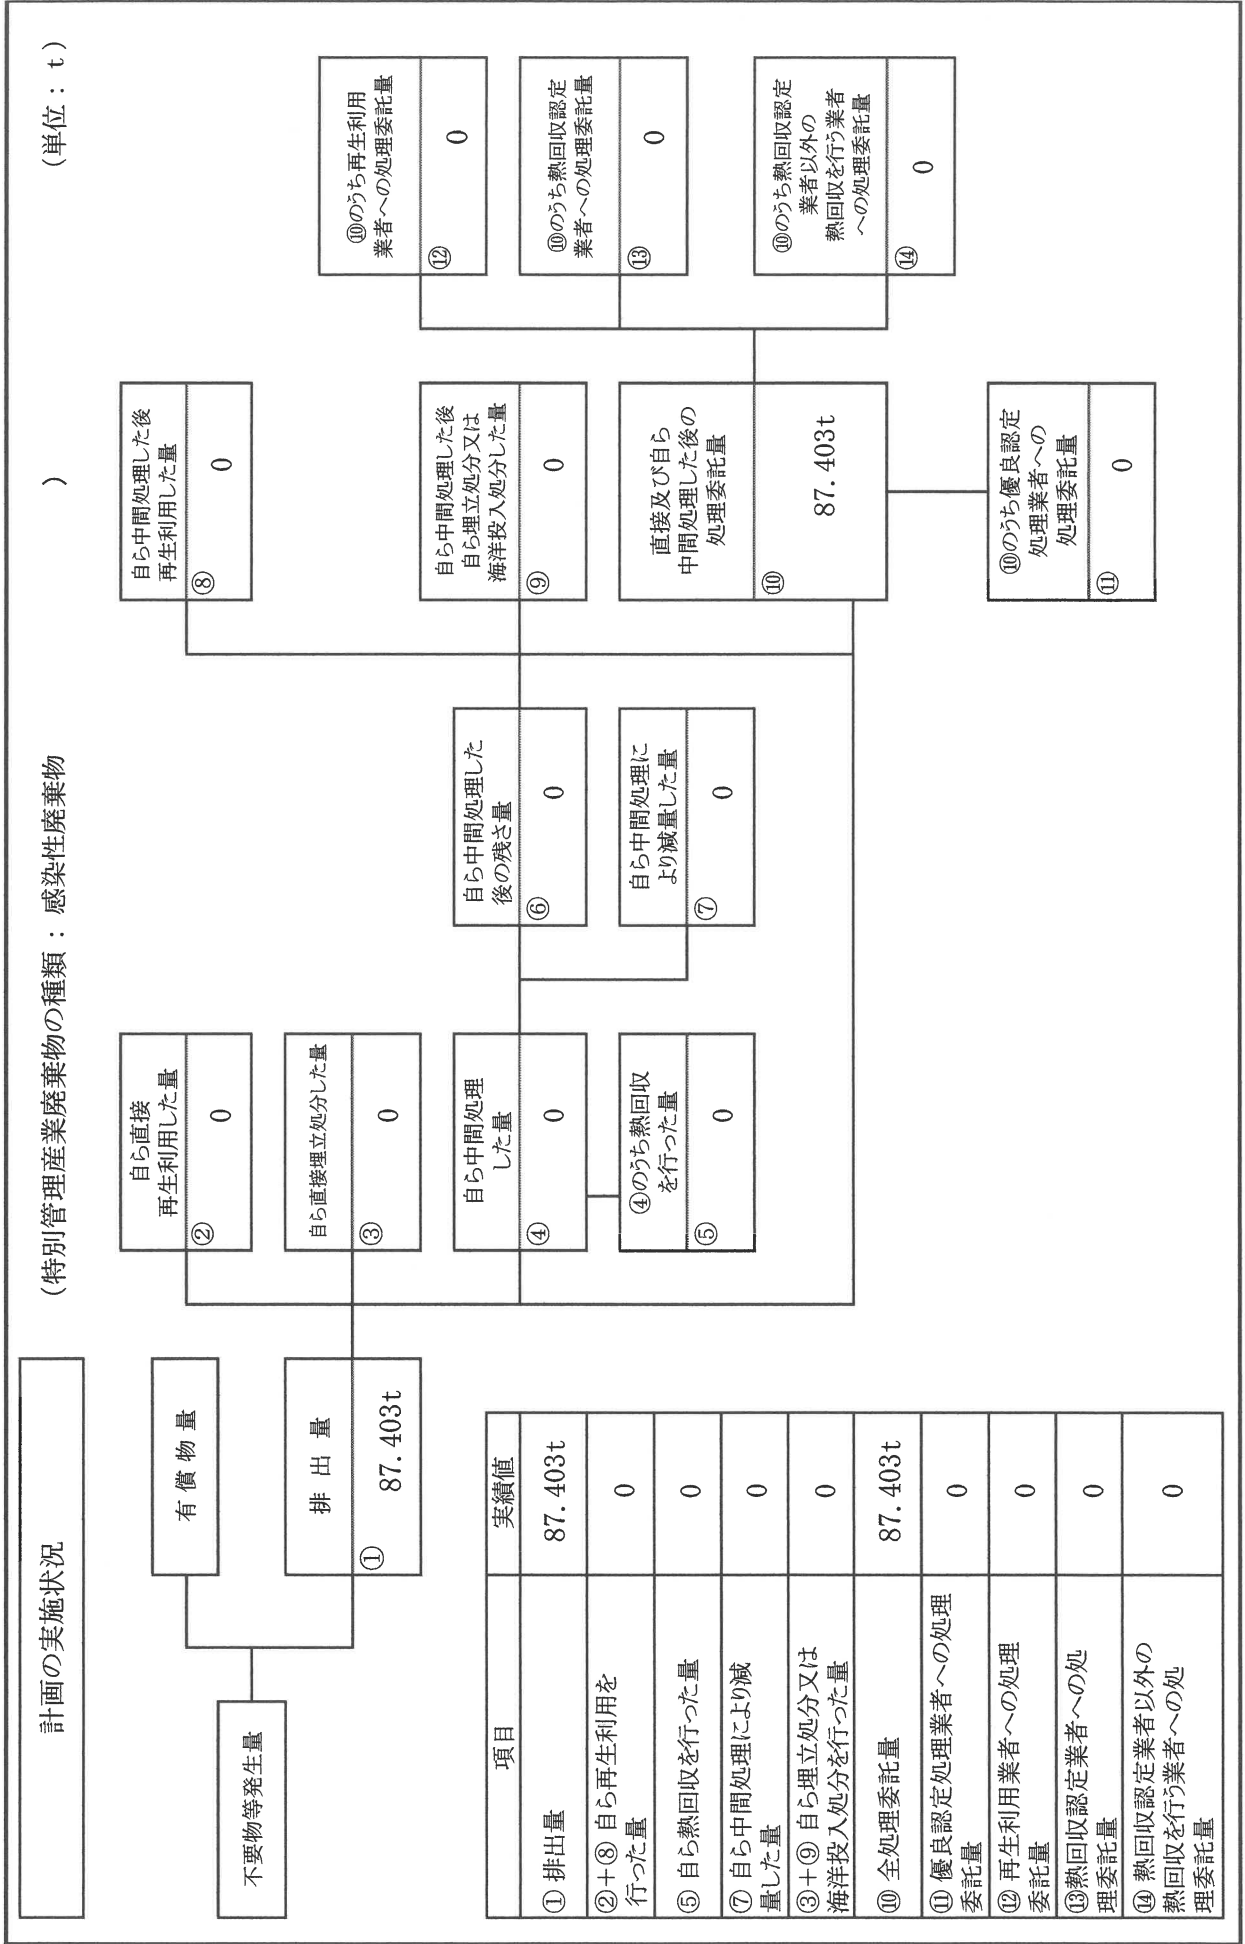 計画の実施状況
(特別管理産業廃棄物の種類：感染性廃棄物
)
(単位：t)
不要物等発生量
有償物量
排出量
①
87.403t
自ら直接
再生利用した量
②
0
自ら直接埋立処分した量
③
0
自ら中間処理
した量
④
0
④のうち熱回収
を行った量
⑤
0
自ら中間処理した
後の残さ量
⑥
0
自ら中間処理に
より減量した量
⑦
0
自ら中間処理した後
再生利用した量
⑧
0
自ら中間処理した後
自ら埋立処分又は
海洋投入処分した量
⑨
0
直接及び自ら
中間処理した後の
処理委託量
⑩
87.403t
⑩のうち優良認定
処理業者への
処理委託量
⑪
0
⑩のうち再生利用
業者への処理委託量
⑫
0
⑩のうち熱回収認定
業者への処理委託量
⑬
0
⑩のうち熱回収認定
業者以外の
熱回収を行う業者
への処理委託量
⑭
0
項目
実績値
①排出量
87.403t
②＋⑧自ら再生利用を
行った量
0
⑤自ら熱回収を行った量
0
⑦自ら中間処理により減
量した量
0
③＋⑨自ら埋立処分又は
海洋投入処分を行った量
0
⑩全処理委託量
87.403t
⑪優良認定処理業者への処理
委託量
0
⑫再生利用業者への処理
委託量
0
⑬熱回収認定業者への処
理委託量
0
⑭熱回収認定業者以外の
熱回収を行う業者への処
理委託量
0